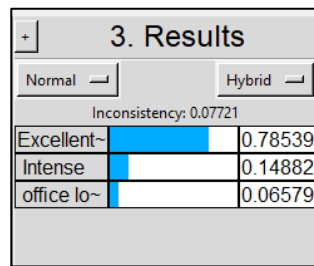 + 3. Results
Normal Hybrid
Inconsistency: 0.07721
Excellent~ 0.78539
Intense 0.14882
office lo~ 0.06579